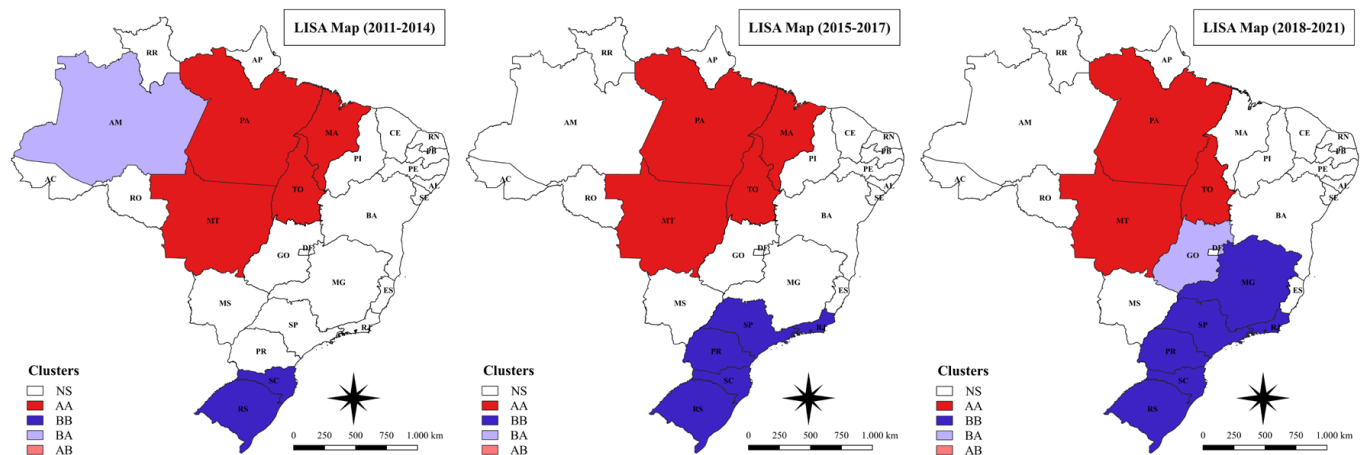 LISA Map (2011-2014)
RR
AP
AM
PA
MA
CE
RN
PB
PI
PE
AL
SE
AC
RO
TO
BA
MT
DF
GO
MG
ES
MS
SP
RJ
PR
SC
RS
Clusters
NS
AA
BB
BA
AB
0 250 500 750 1.000 km
LISA Map (2015-2017)
RR
AP
AM
PA
MA
CE
RN
PB
PI
PE
AL
SE
AC
RO
TO
BA
MT
DF
GO
MG
ES
MS
SP
RJ
PR
SC
RS
Clusters
NS
AA
BB
BA
AB
0 250 500 750 1.000 km
LISA Map (2018-2021)
RR
AP
AM
PA
MA
CE
RN
PB
PI
PE
AL
SE
AC
RO
TO
BA
MT
DF
GO
MG
ES
MS
SP
RJ
PR
SC
RS
Clusters
NS
AA
BB
BA
AB
0 250 500 750 1.000 km